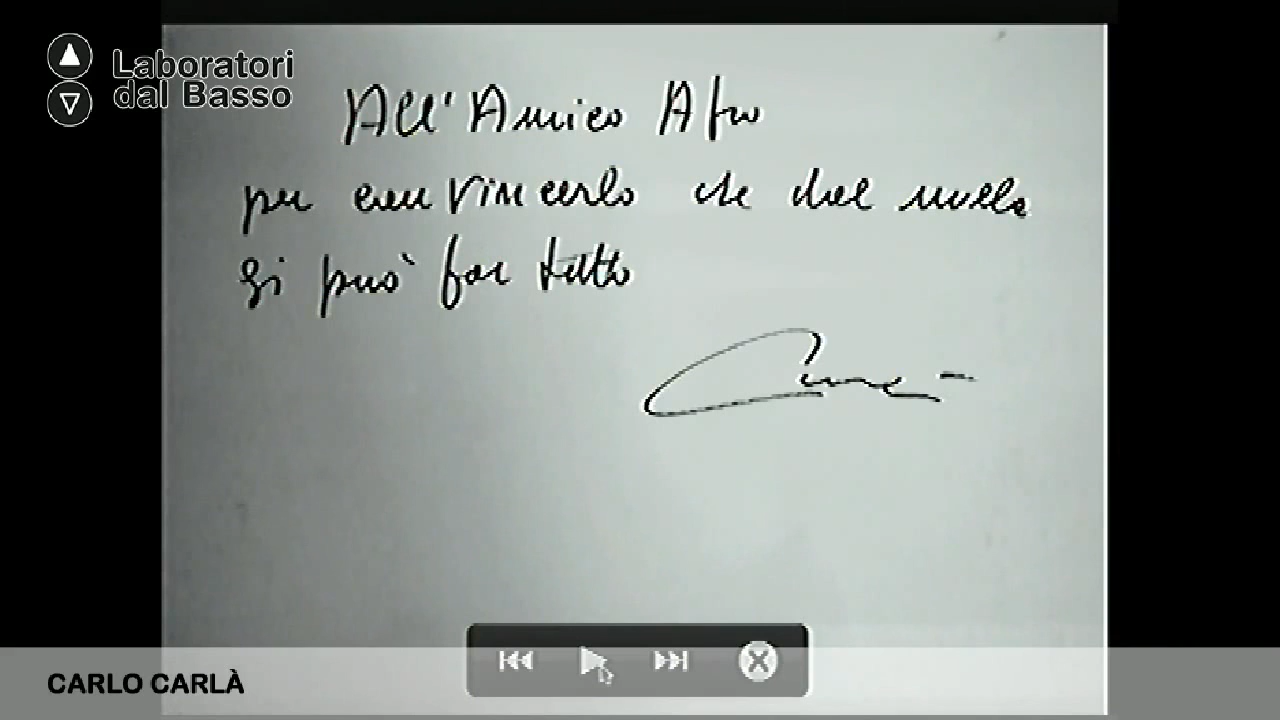 Laboratori
dal Basso
All'Amico Afro
per convincerlo che dal nulla
si può far tutto
CARLO CARLÀ